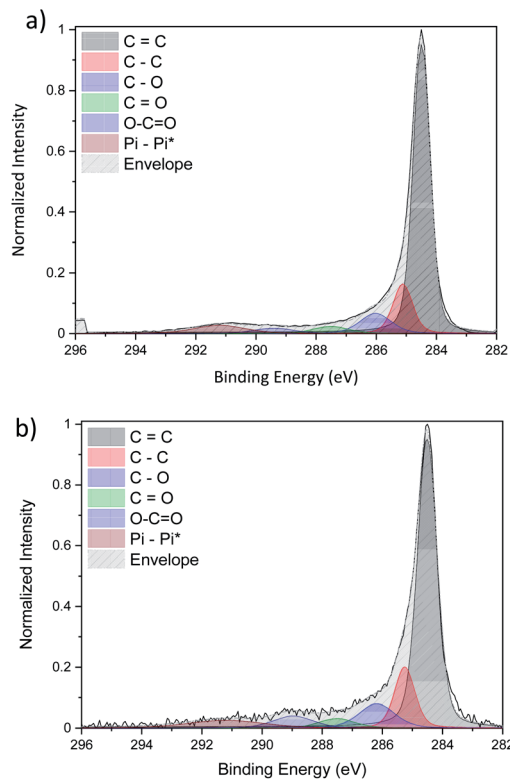 a)
1
0.8
0.6
0.4
0.2
0
Normalized Intensity
C = C
C - C
C - O
C = O
O-C=O
Pi - Pi*
Envelope
296 294 292 290 288 286 284 282
Binding Energy (eV)
b)
1
0.8
0.6
0.4
0.2
0
Normalized Intensity
C = C
C - C
C - O
C = O
O-C=O
Pi - Pi*
Envelope
296 294 292 290 288 286 284 282
Binding Energy (eV)